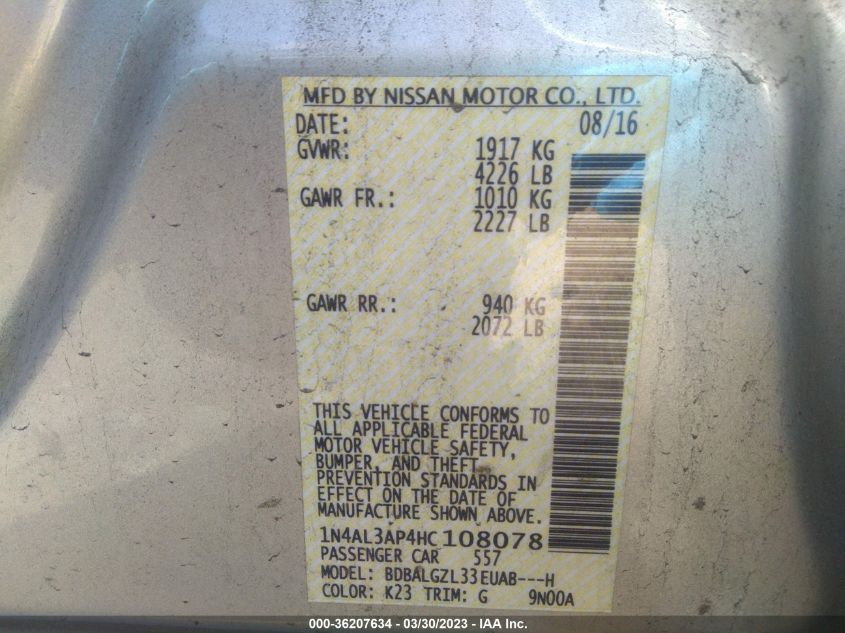 MFD BY NISSAN MOTOR CO., LTD.
DATE: 08/16
GVWR: 1917 KG
4226 LB
GAWR FR.: 1010 KG
2227 LB
GAWR RR.: 940 KG
2072 LB
THIS VEHICLE CONFORMS TO
ALL APPLICABLE FEDERAL
MOTOR VEHICLE SAFETY,
BUMPER, AND THEFT
PREVENTION STANDARDS IN
EFFECT ON THE DATE OF
MANUFACTURE SHOWN ABOVE.
1N4AL3AP4HC108078
PASSENGER CAR 557
MODEL: BDBALGZL33EUAB---H
COLOR: K23 TRIM: G 9N00A
000-36207634 - 03/30/2023 - IAA Inc.